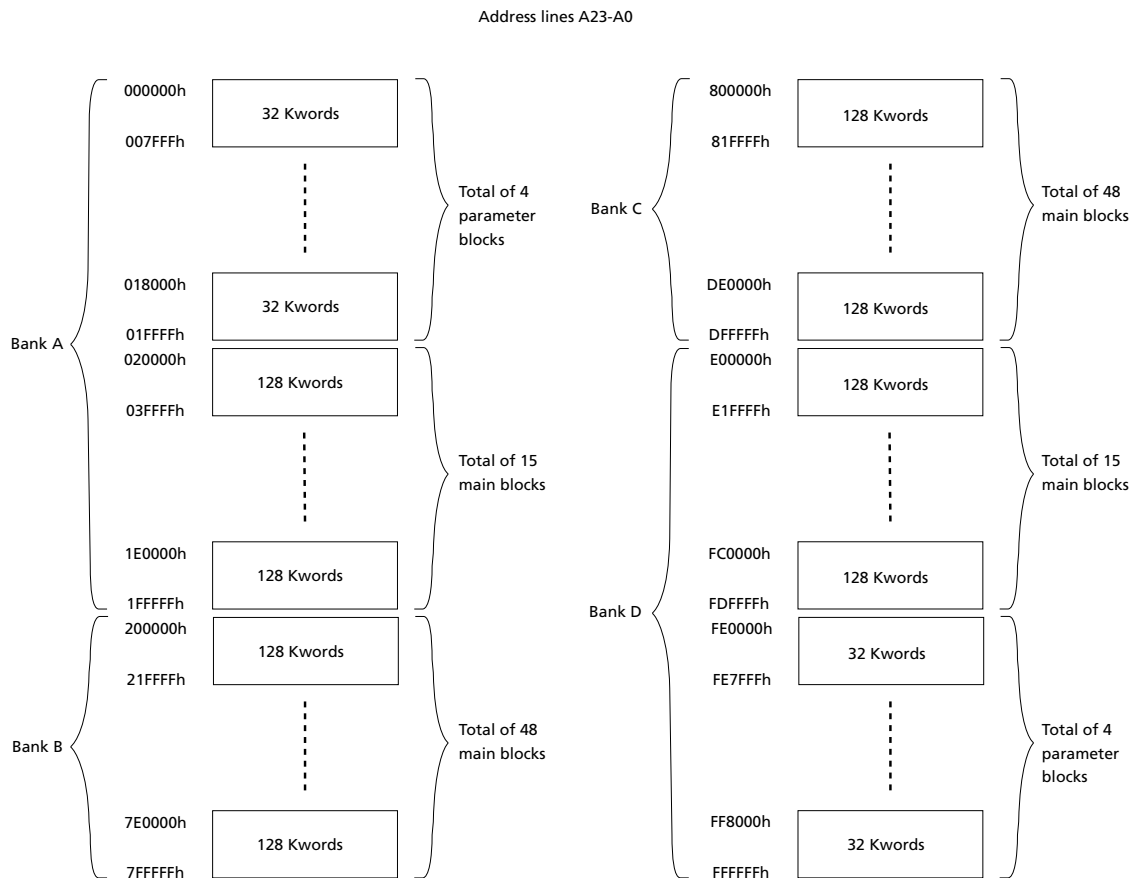 Address lines A23-A0
Bank A
000000h
32 Kwords
007FFFh
Total of 4
parameter
blocks
018000h
32 Kwords
01FFFFh
020000h
128 Kwords
03FFFFh
Total of 15
main blocks
1E0000h
128 Kwords
1FFFFFh
Bank B
200000h
128 Kwords
21FFFFh
Total of 48
main blocks
7E0000h
128 Kwords
7FFFFFh
Bank C
800000h
128 Kwords
81FFFFh
Total of 48
main blocks
DE0000h
128 Kwords
DFFFFFh
Bank D
E00000h
128 Kwords
E1FFFFh
Total of 15
main blocks
FC0000h
128 Kwords
FDFFFFh
FE0000h
32 Kwords
FE7FFFh
Total of 4
parameter
blocks
FF8000h
32 Kwords
FFFFFFh